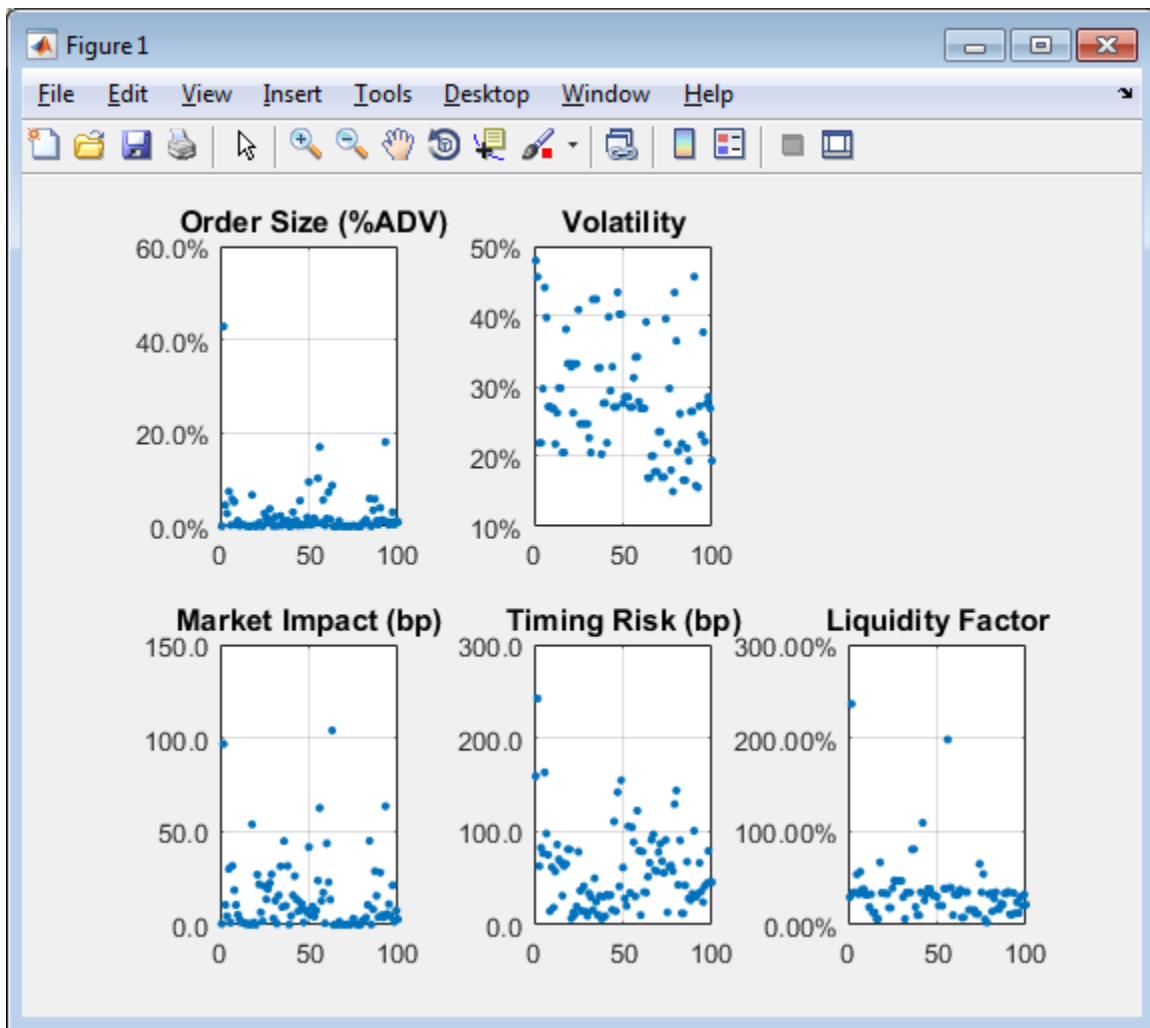 Figure 1
File Edit View Insert Tools Desktop Window Help
Order Size (%ADV)
60.0%
40.0%
20.0%
0.0%
0 50 100
Volatility
50%
40%
30%
20%
10%
0 50 100
Market Impact (bp)
150.0
100.0
50.0
0.0
0 50 100
Timing Risk (bp)
300.0
200.0
100.0
0.0
0 50 100
Liquidity Factor
300.00%
200.00%
100.00%
0.00%
0 50 100